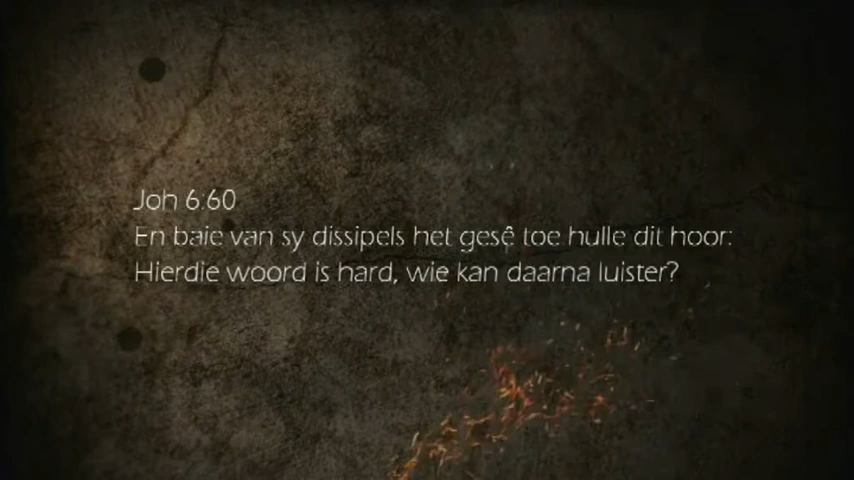 Joh 6:60
En baie van sy dissipels het gesê toe hulle dit hoor:
Hierdie woord is hard, wie kan daarna luister?